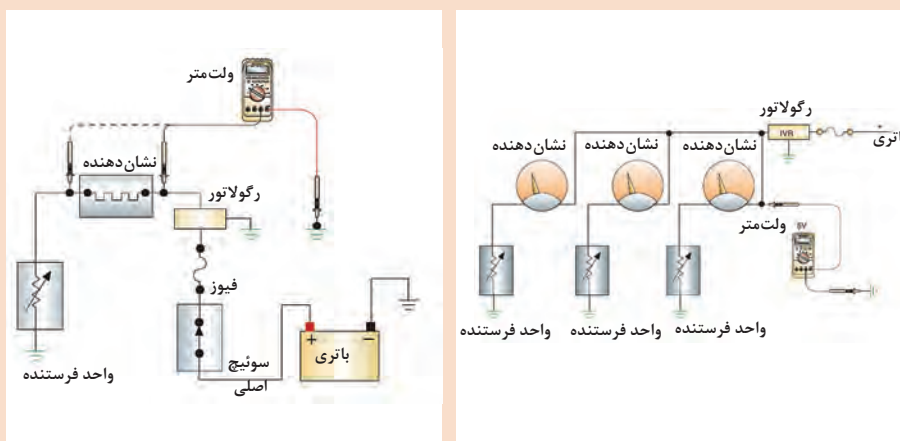 ولت‌متر
نشان‌دهنده
رگولاتور
فیوز
سوئیچ
اصلی
باتری
+
−
واحد فرستنده
رگولاتور
IVR
+
باتری
نشان‌دهنده
نشان‌دهنده
نشان‌دهنده
ولت‌متر
5V
واحد فرستنده
واحد فرستنده
واحد فرستنده